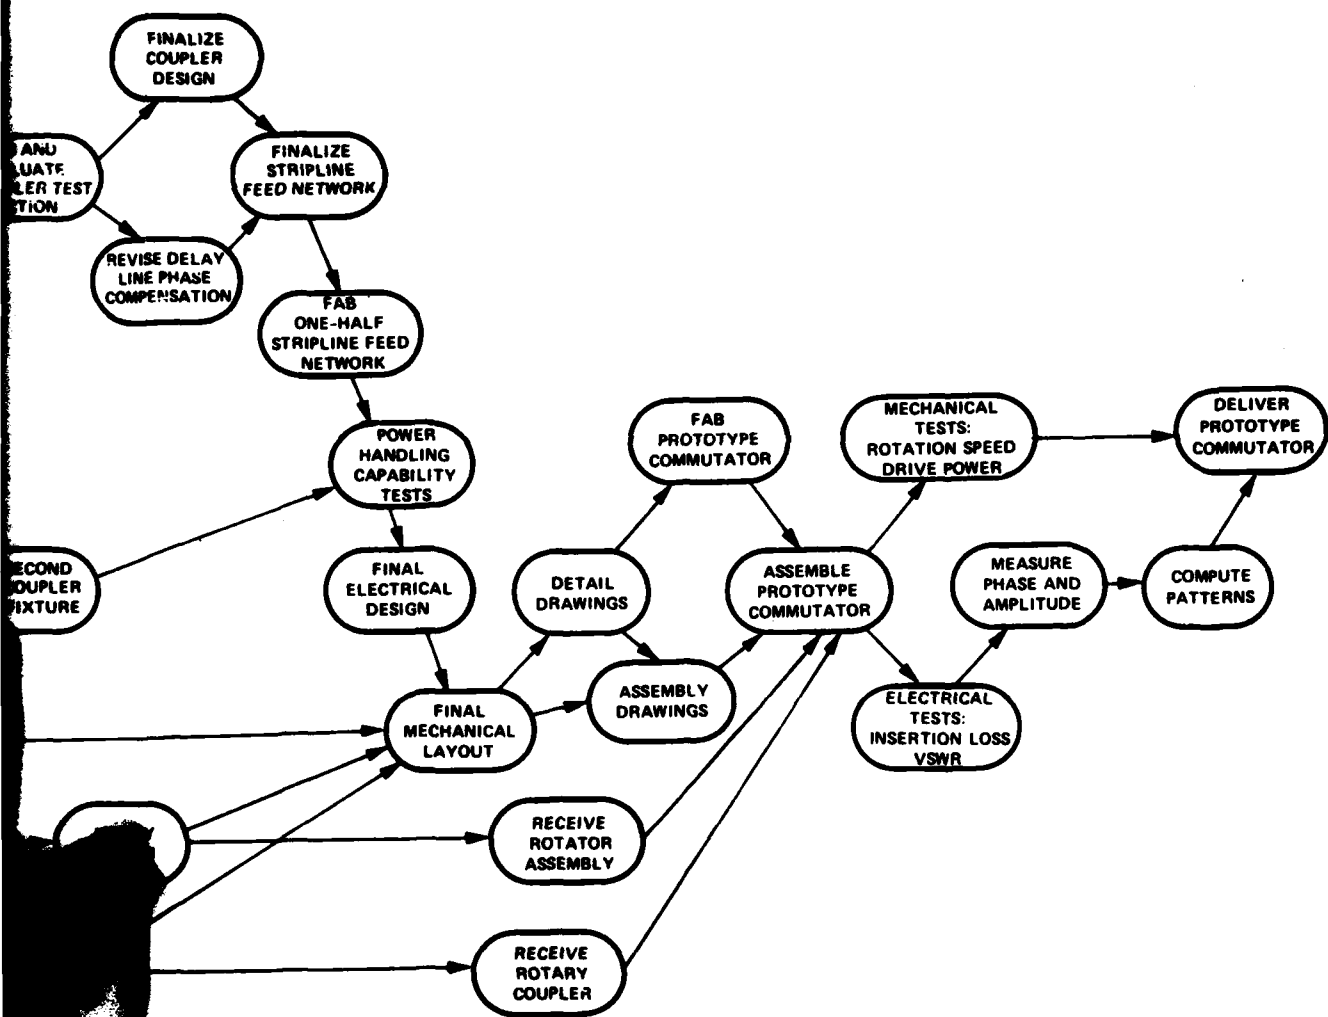 FINALIZE
COUPLER
DESIGN
AND
TEST
FINALIZE
STRIPLINE
FEED NETWORK
REVISE DELAY
LINE PHASE
COMPENSATION
FAB
ONE-HALF
STRIPLINE FEED
NETWORK
POWER
HANDLING
CAPABILITY
TESTS
FINAL
ELECTRICAL
DESIGN
FINAL
MECHANICAL
LAYOUT
DETAIL
DRAWINGS
ASSEMBLY
DRAWINGS
FAB
PROTOTYPE
COMMUTATOR
ASSEMBLE
PROTOTYPE
COMMUTATOR
MECHANICAL
TESTS:
ROTATION SPEED
DRIVE POWER
DELIVER
PROTOTYPE
COMMUTATOR
MEASURE
PHASE AND
AMPLITUDE
COMPUTE
PATTERNS
ELECTRICAL
TESTS:
INSERTION LOSS
VSWR
RECEIVE
ROTATOR
ASSEMBLY
RECEIVE
ROTARY
COUPLER